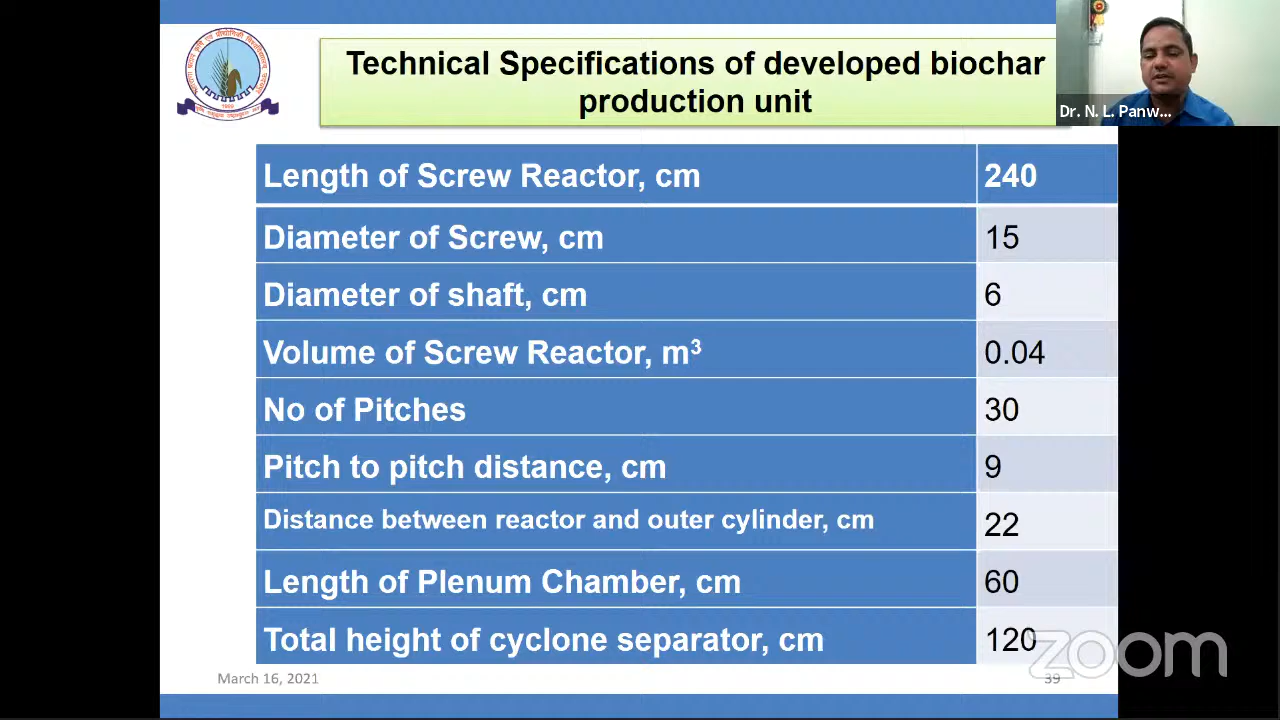 Technical Specifications of developed biochar
production unit
Dr. N. L. Panw...
Length of Screw Reactor, cm 240
Diameter of Screw, cm 15
Diameter of shaft, cm 6
Volume of Screw Reactor, m³ 0.04
No of Pitches 30
Pitch to pitch distance, cm 9
Distance between reactor and outer cylinder, cm 22
Length of Plenum Chamber, cm 60
Total height of cyclone separator, cm 120
zoom
March 16, 2021 39